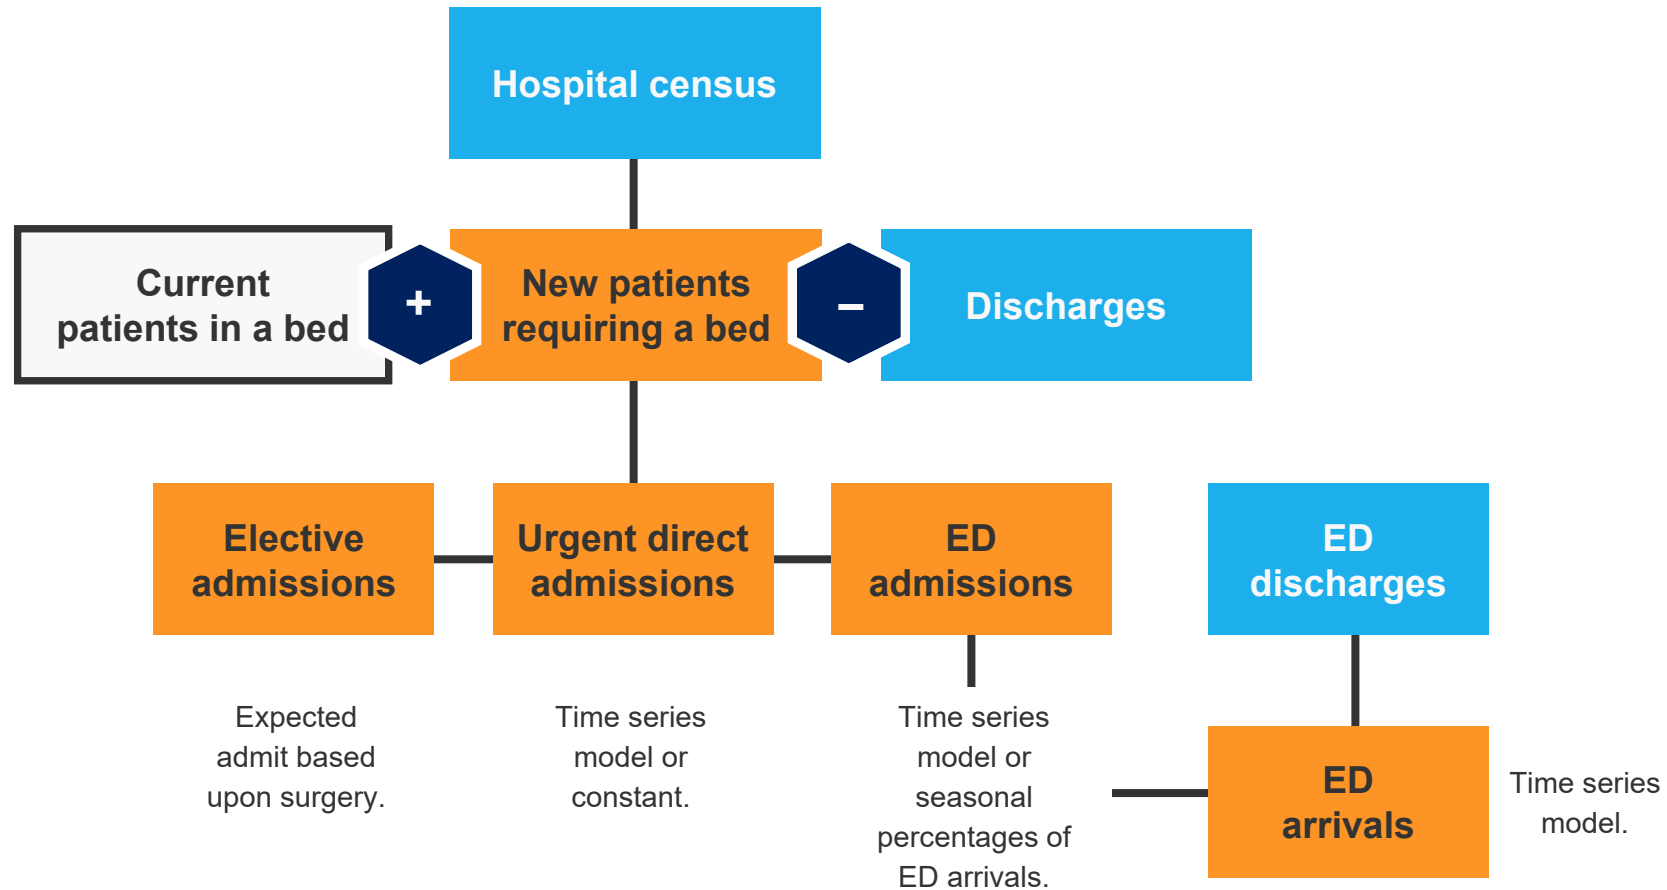 Hospital census
Current
patients in a bed
+
New patients
requiring a bed
–
Discharges
Elective
admissions
Urgent direct
admissions
ED
admissions
ED
discharges
Expected
admit based
upon surgery.
Time series
model or
constant.
Time series
model or
seasonal
percentages of
ED arrivals.
ED
arrivals
Time series
model.